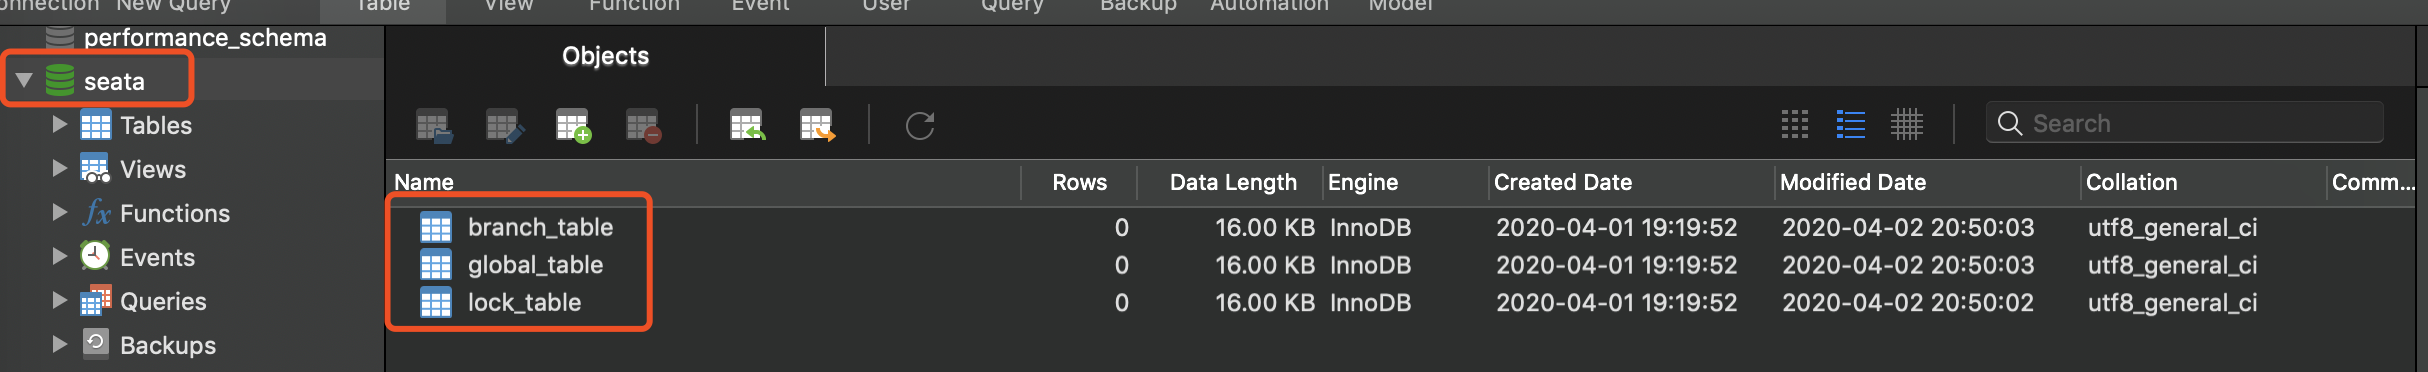 onnection New Query Table View Function Event User Query Backup Automation Model
performance_schema
seata
Tables
Views
Functions
Events
Queries
Backups
Objects
Search
Name Rows Data Length Engine Created Date Modified Date Collation Comm...
branch_table 0 16.00 KB InnoDB 2020-04-01 19:19:52 2020-04-02 20:50:03 utf8_general_ci
global_table 0 16.00 KB InnoDB 2020-04-01 19:19:52 2020-04-02 20:50:03 utf8_general_ci
lock_table 0 16.00 KB InnoDB 2020-04-01 19:19:52 2020-04-02 20:50:02 utf8_general_ci